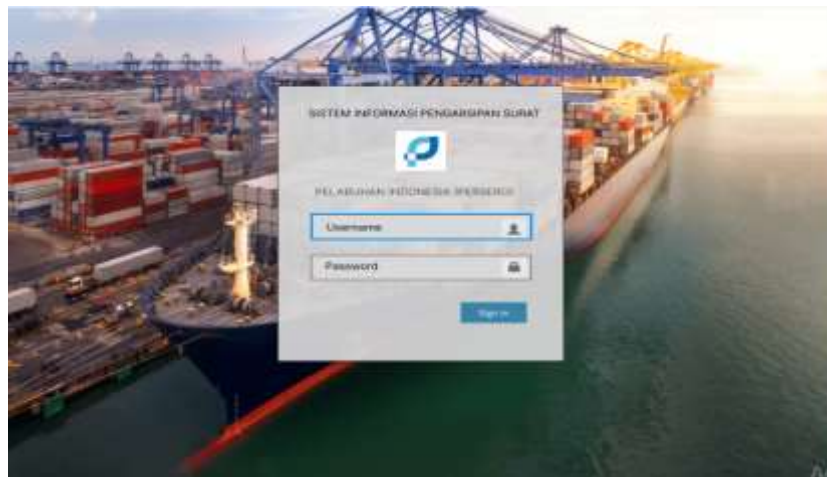 SISTEM INFORMASI PENGARSIPAN SURAT
PELABUHAN INDONESIA (PERSERO)
Username
Password
Sign In